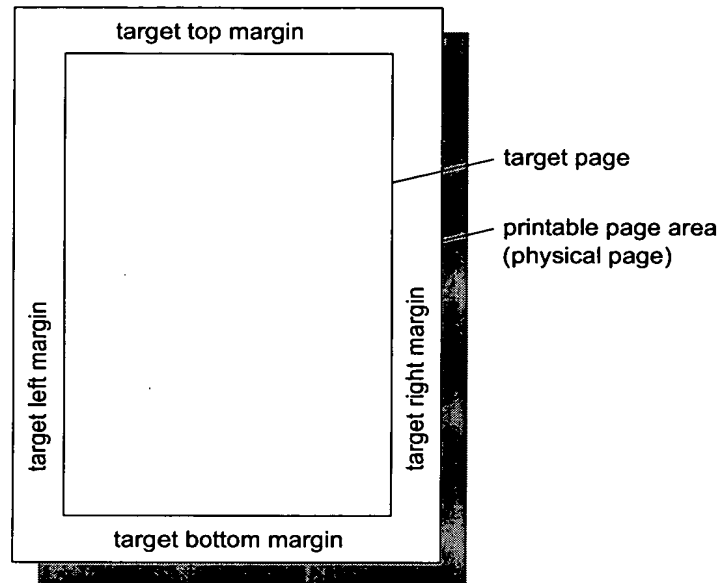 target top margin
target page
printable page area
(physical page)
target left margin
target right margin
target bottom margin